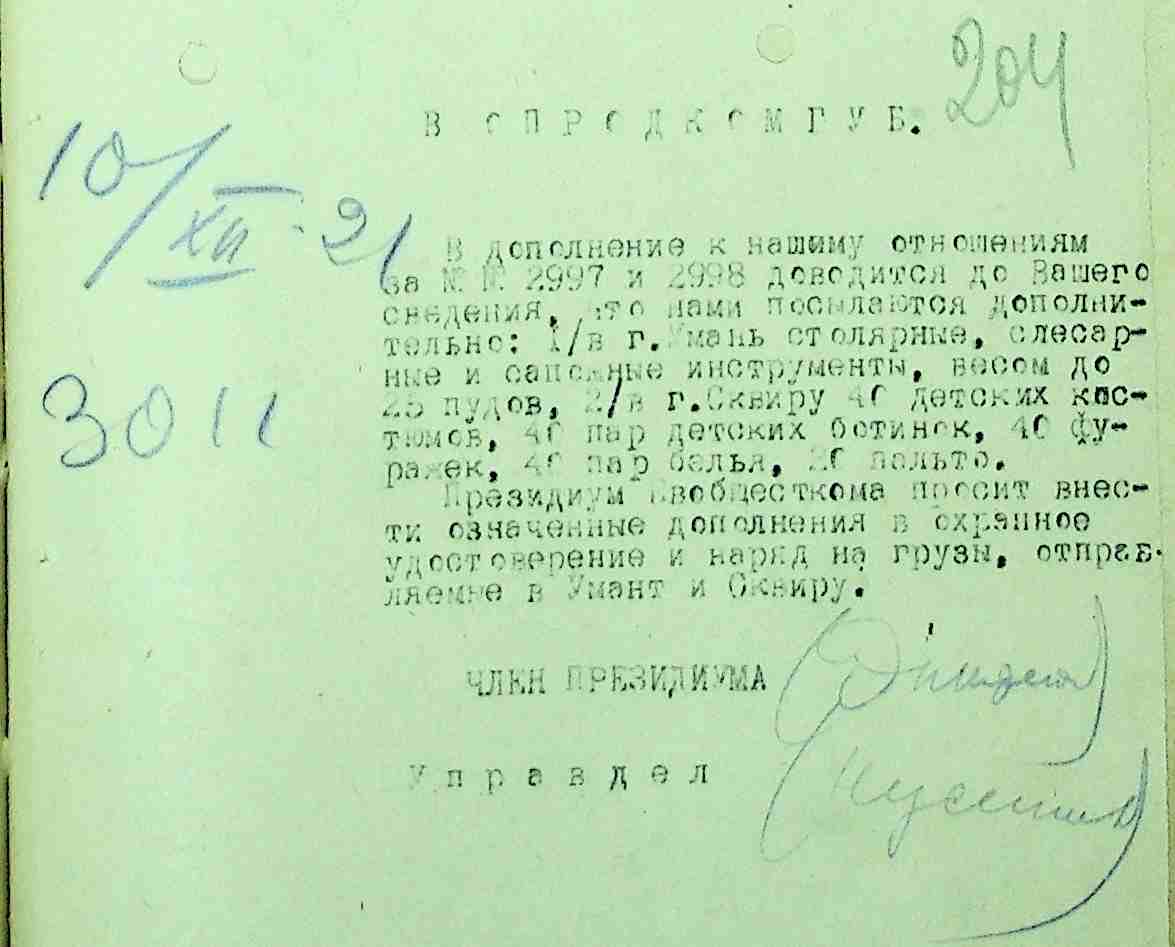 204
В ОПРОДКОМГУБ.
10/XII-21
В дополнение к нашиму отношениям
за №№ 2997 и 2998 доводится до Вашего
сведения, что нами посылаются дополни-
тельно: 1/в г.Умань столярные, слесар-
ные и сапожные инструменты, весом до
25 пудов, 2/в г.Сквиру 40 детских кос-
3011
тюмов, 40 пар детских ботинок, 40 фу-
ражек, 40 пар белья, 20 пальто.
Президиум Евобщесткома просит внес-
ти означенные дополнения в охранное
удостоверение и наряд на грузы, отправ-
ляемые в Умант и Сквиру.
ЧЛЕН ПРЕЗИДИУМА
Управдел